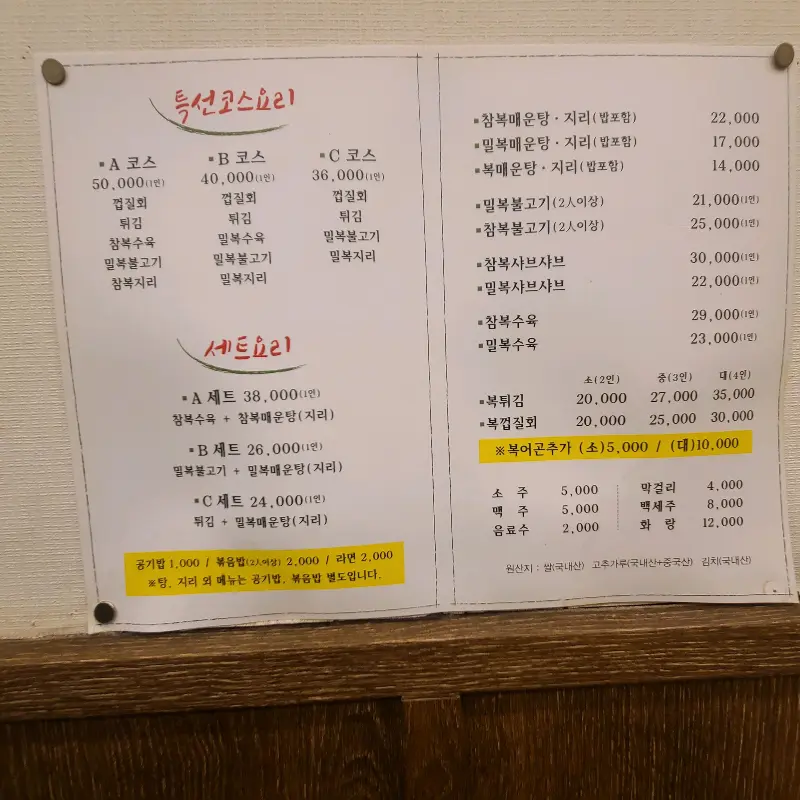 특선코스요리
▪A 코스
50,000(1인)
껍질회
튀김
참복수육
밀복불고기
참복지리
▪B 코스
40,000(1인)
껍질회
튀김
밀복수육
밀복불고기
밀복지리
▪C 코스
36,000(1인)
껍질회
튀김
밀복불고기
밀복지리
세트요리
▪A 세트 38,000(1인)
참복수육 + 참복매운탕(지리)
▪B 세트 26,000(1인)
밀복불고기 + 밀복매운탕(지리)
▪C 세트 24,000(1인)
튀김 + 밀복매운탕(지리)
공기밥 1,000 / 볶음밥(2人이상) 2,000 / 라면 2,000
※탕, 지리 외 메뉴는 공기밥, 볶음밥 별도입니다.
▪참복매운탕·지리(밥포함) 22,000
▪밀복매운탕·지리(밥포함) 17,000
▪복매운탕·지리(밥포함) 14,000
▪밀복불고기(2人이상) 21,000(1인)
▪참복불고기(2人이상) 25,000(1인)
▪참복샤브샤브 30,000(1인)
▪밀복샤브샤브 22,000(1인)
▪참복수육 29,000(1인)
▪밀복수육 23,000(1인)
소(2인) 중(3인) 대(4인)
▪복튀김 20,000 27,000 35,000
▪복껍질회 20,000 25,000 30,000
※복어곤추가 (소)5,000 / (대)10,000
소 주 5,000
맥 주 5,000
음료수 2,000
막걸리 4,000
백세주 8,000
화 랑 12,000
원산지 : 쌀(국내산) 고추가루(국내산+중국산) 김치(국내산)